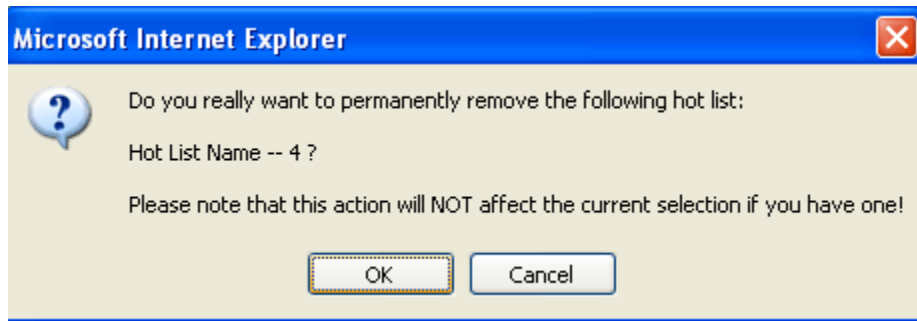 Microsoft Internet Explorer
Do you really want to permanently remove the following hot list:
Hot List Name -- 4 ?
Please note that this action will NOT affect the current selection if you have one!
OK
Cancel